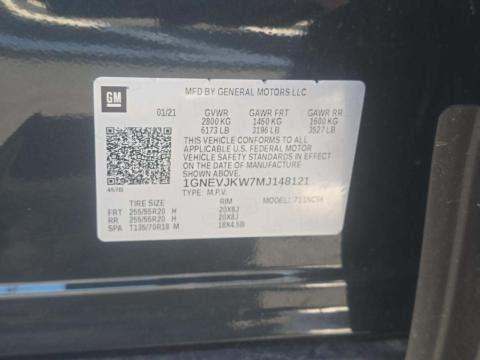 GM
MFD BY GENERAL MOTORS LLC
01/21 GVWR GAWR FRT GAWR RR
2800 KG 1450 KG 1600 KG
6173 LB 3196 LB 3527 LB
THIS VEHICLE CONFORMS TO ALL
APPLICABLE U.S. FEDERAL MOTOR
VEHICLE SAFETY STANDARDS IN
EFFECT ON THE DATE OF MANUFACTURE
SHOWN ABOVE.
1GNEVJKW7MJ148121
TYPE: M.P.V. MODEL:
TIRE SIZE RIM
FRT 255/55R20 H 20X8J
RR 255/55R20 H 20X8J
SPA T135/70R18 M 18X4.5B